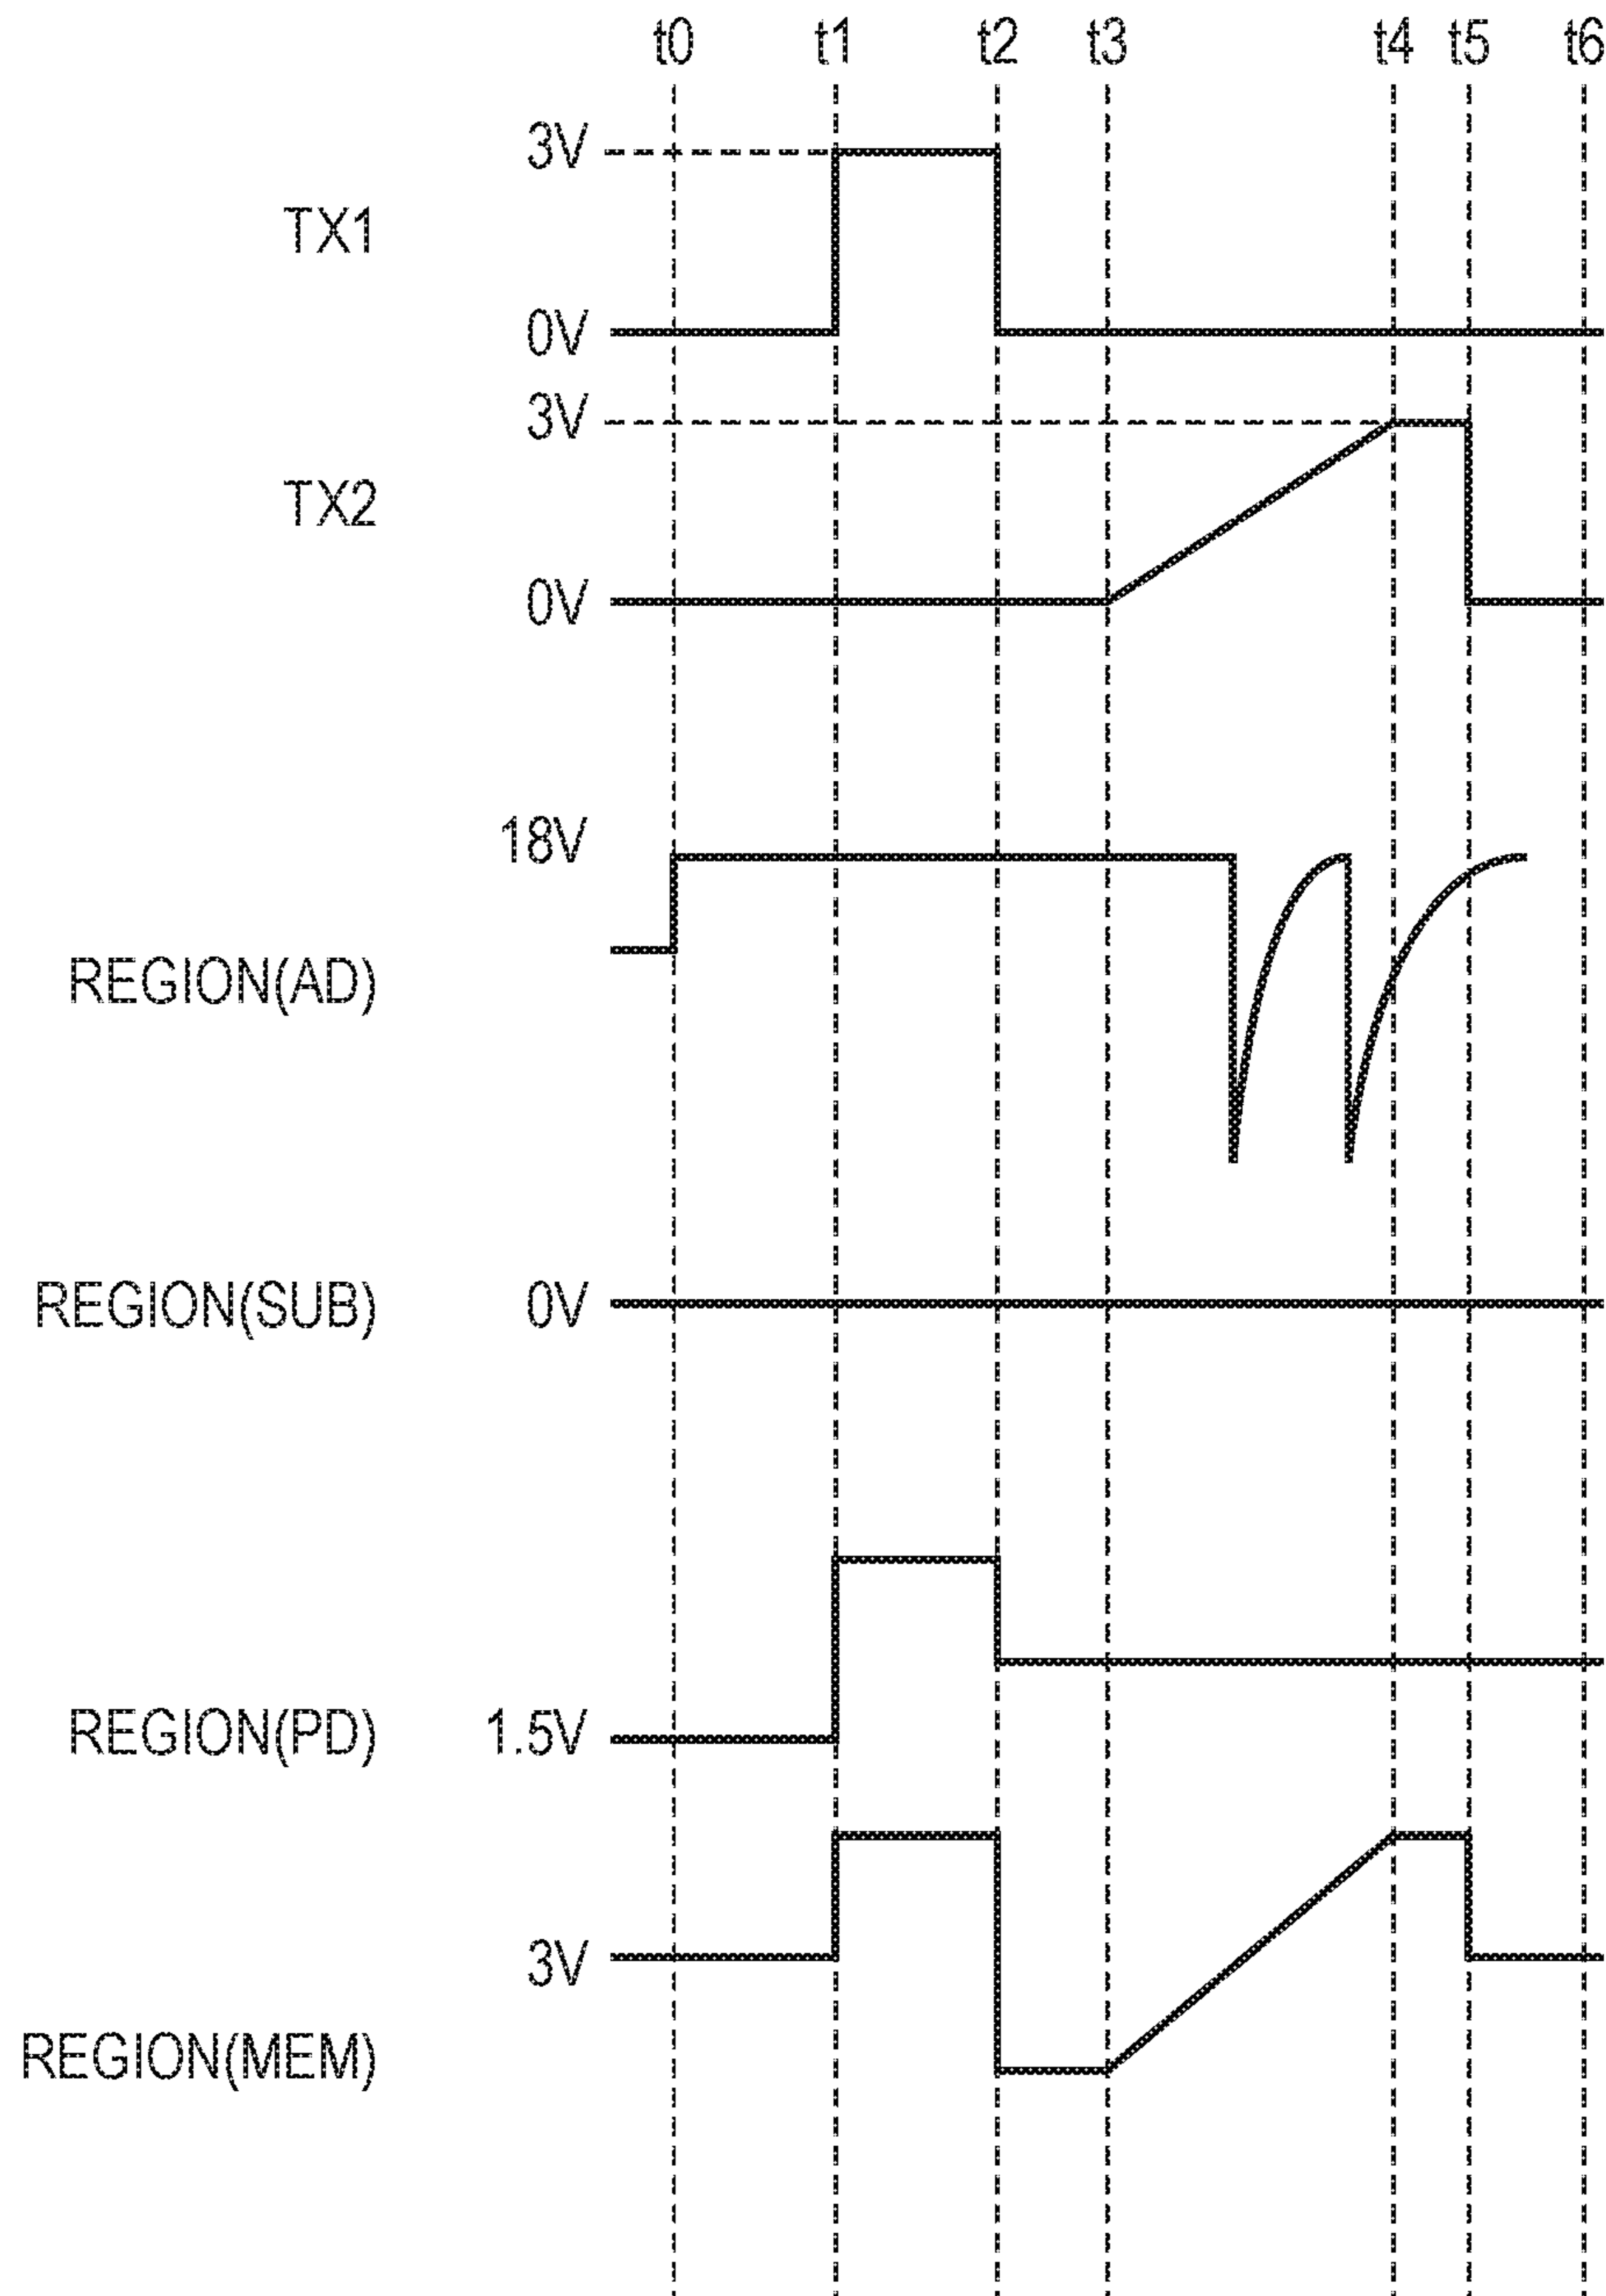 t0 t1 t2 t3 t4 t5 t6
3V
TX1
0V
3V
TX2
0V
18V
REGION(AD)
REGION(SUB) 0V
REGION(PD) 1.5V
3V
REGION(MEM)